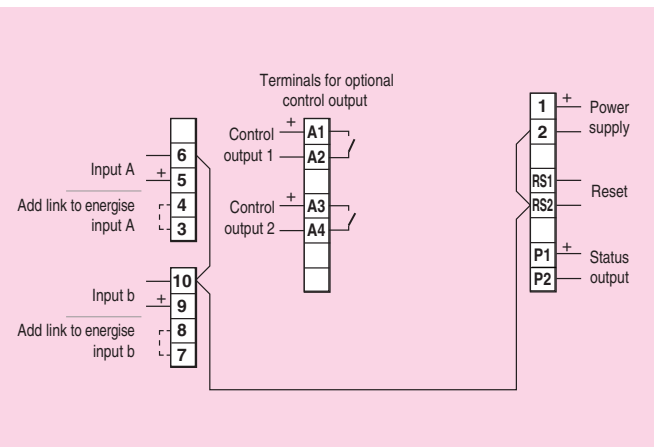 Terminals for optional
control output
6
Input A
+
5
Add link to energise
input A
4
3
10
Input b
+
9
Add link to energise
input b
8
7
Control
output 1
+
A1
A2
Control
output 2
+
A3
A4
1
+
Power
supply
2
RS1
Reset
RS2
P1
+
Status
output
P2